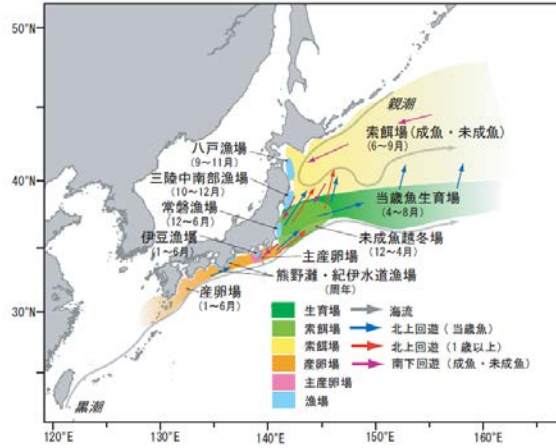 50°N
親潮
索餌場(成魚・未成魚)
(6～9月)
八戸漁場
(9～11月)
三陸中南部漁場
(10～12月)
40°N
常磐漁場
(12～6月)
当歳魚生育場
(4～8月)
伊豆漁場
(1～6月)
未成魚越冬場
(12～4月)
主産卵場
熊野灘・紀伊水道漁場
(周年)
産卵場
(1～6月)
30°N
生育場
海流
索餌場
北上回遊(当歳魚)
索餌場
北上回遊(1歳以上)
産卵場
南下回遊(成魚・未成魚)
主産卵場
漁場
黒潮
120°E
130°E
140°E
150°E
160°E